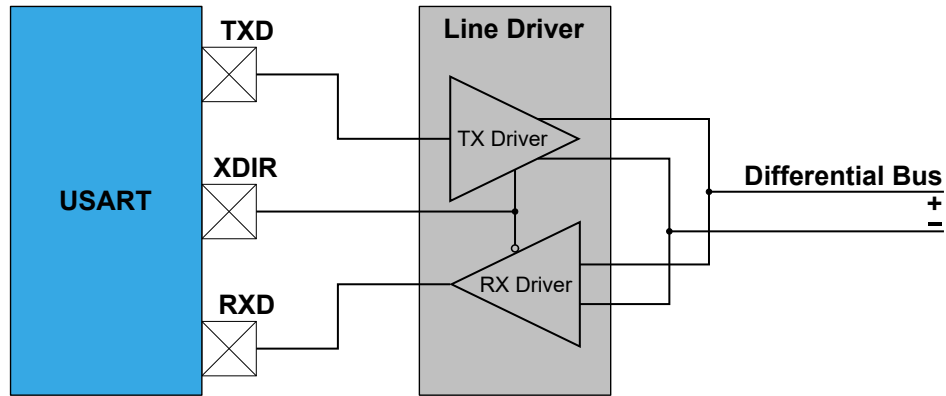 TXD
Line Driver
TX Driver
XDIR
USART
Differential Bus
+
−
RX Driver
RXD